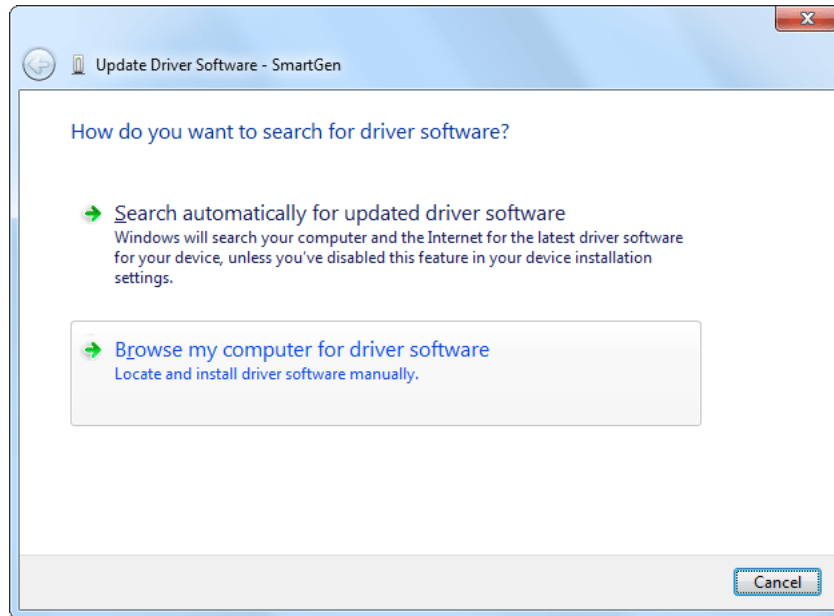 Update Driver Software - SmartGen
How do you want to search for driver software?
Search automatically for updated driver software
Windows will search your computer and the Internet for the latest driver software
for your device, unless you've disabled this feature in your device installation
settings.
Browse my computer for driver software
Locate and install driver software manually.
Cancel